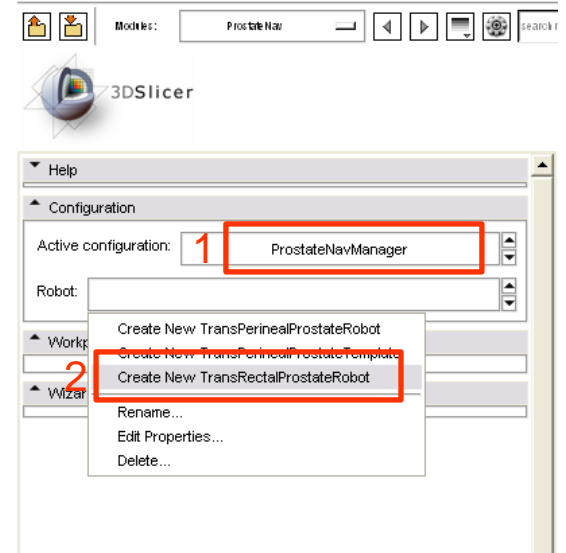 Modules: ProstateNav search
3DSlicer
Help
Configuration
Active configuration: 1 ProstateNavManager
Robot:
Create New TransPerinealProstateRobot
Create New TransPerinealProstateTemplate
2 Create New TransRectalProstateRobot
Wizar
Rename...
Edit Properties...
Delete...